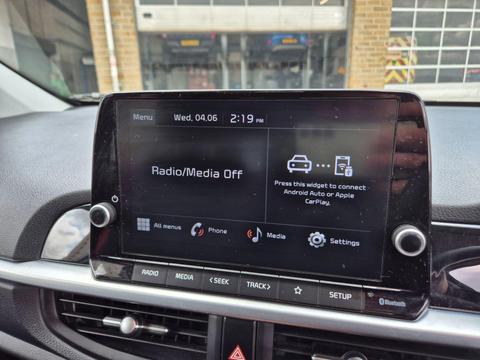 Menu Wed, 04.06 2:19 PM
Radio/Media Off
Press this widget to connect
Android Auto or Apple
CarPlay.
All menus Phone Media Settings
RADIO MEDIA < SEEK TRACK > SETUP Bluetooth